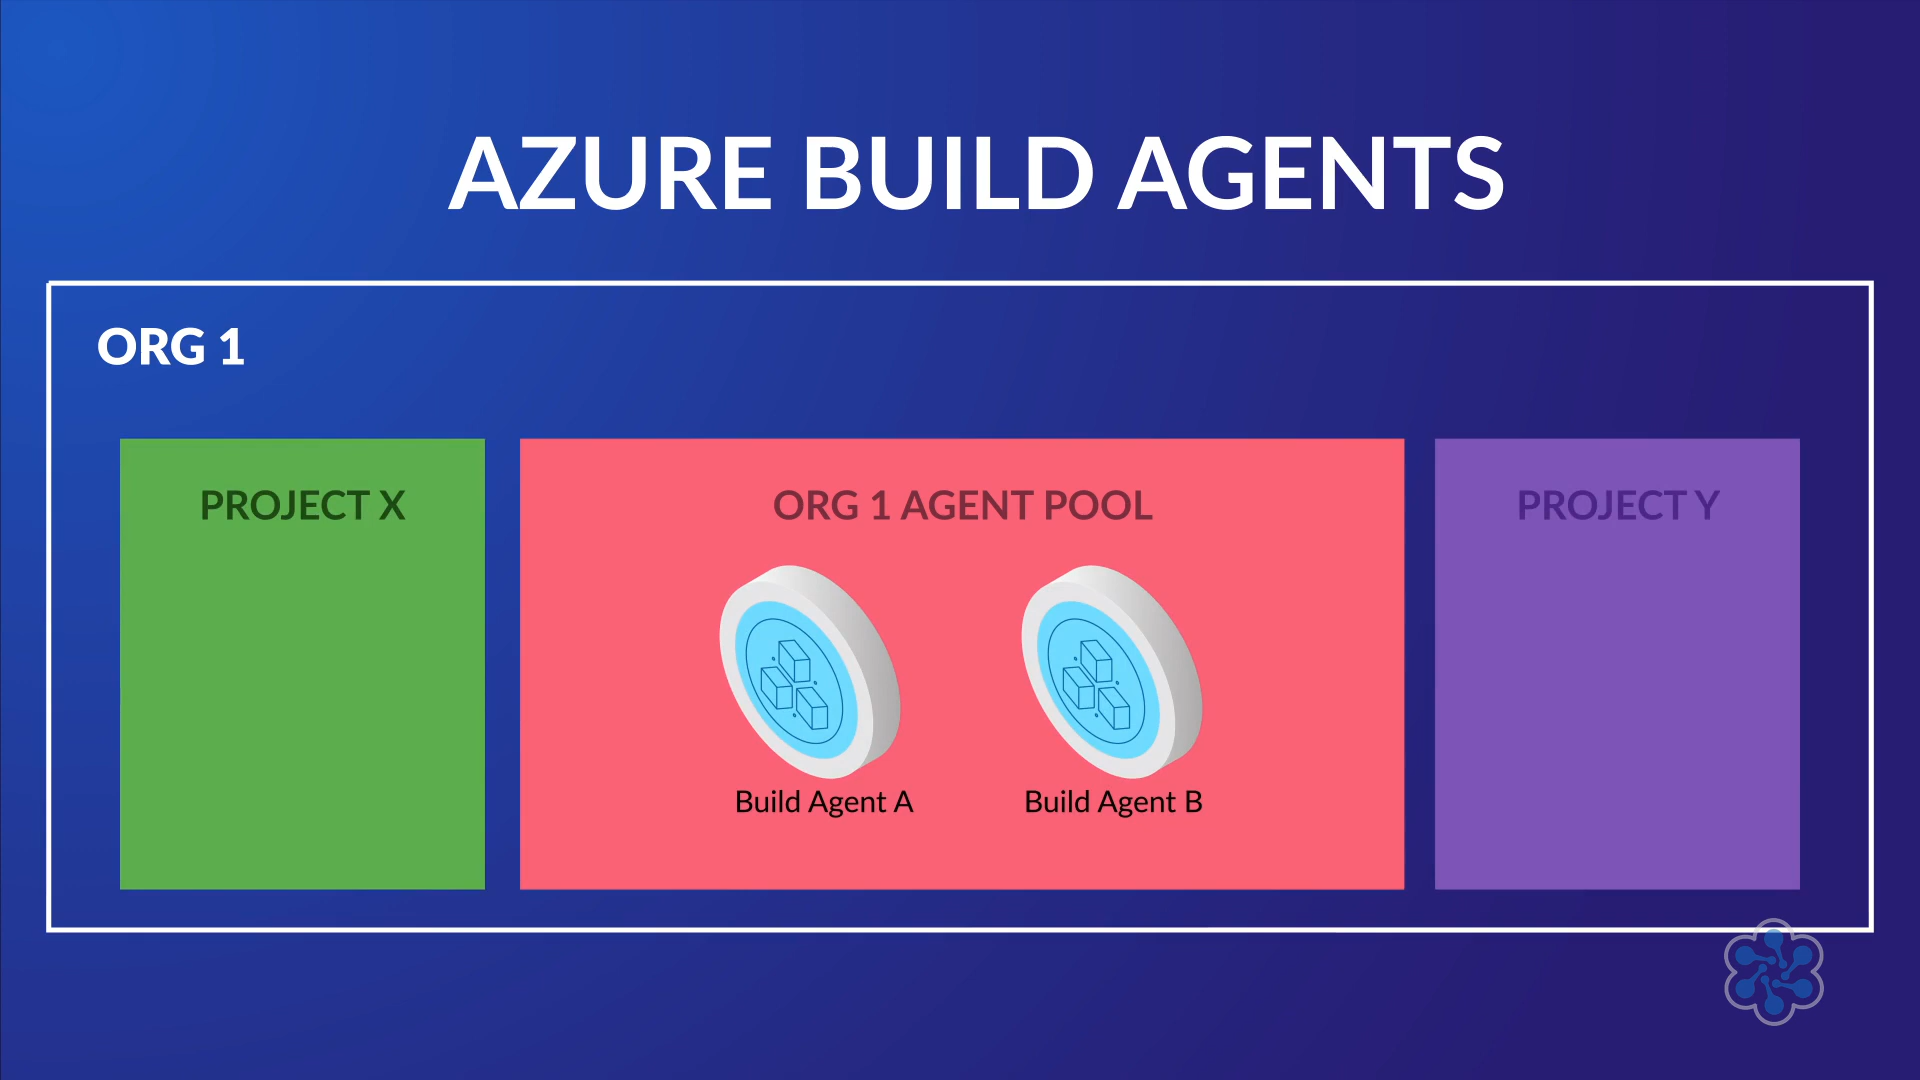 AZURE BUILD AGENTS
ORG 1
PROJECT X
ORG 1 AGENT POOL
PROJECT Y
Build Agent A
Build Agent B